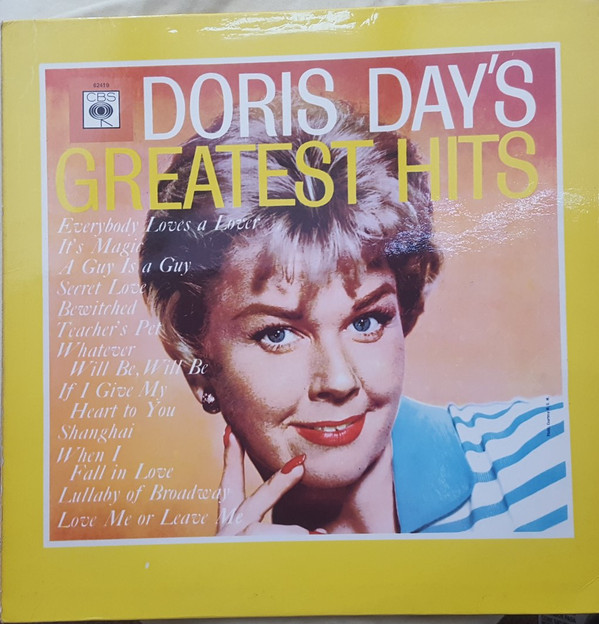 62419
CBS
DORIS DAY'S
GREATEST HITS
Everybody Loves a Lover
It's Magic
A Guy Is a Guy
Secret Love
Bewitched
Teacher's Pet
Whatever
Will Be, Will Be
If I Give My
Heart to You
Shanghai
When I
Fall in Love
Lullaby of Broadway
Love Me or Leave Me